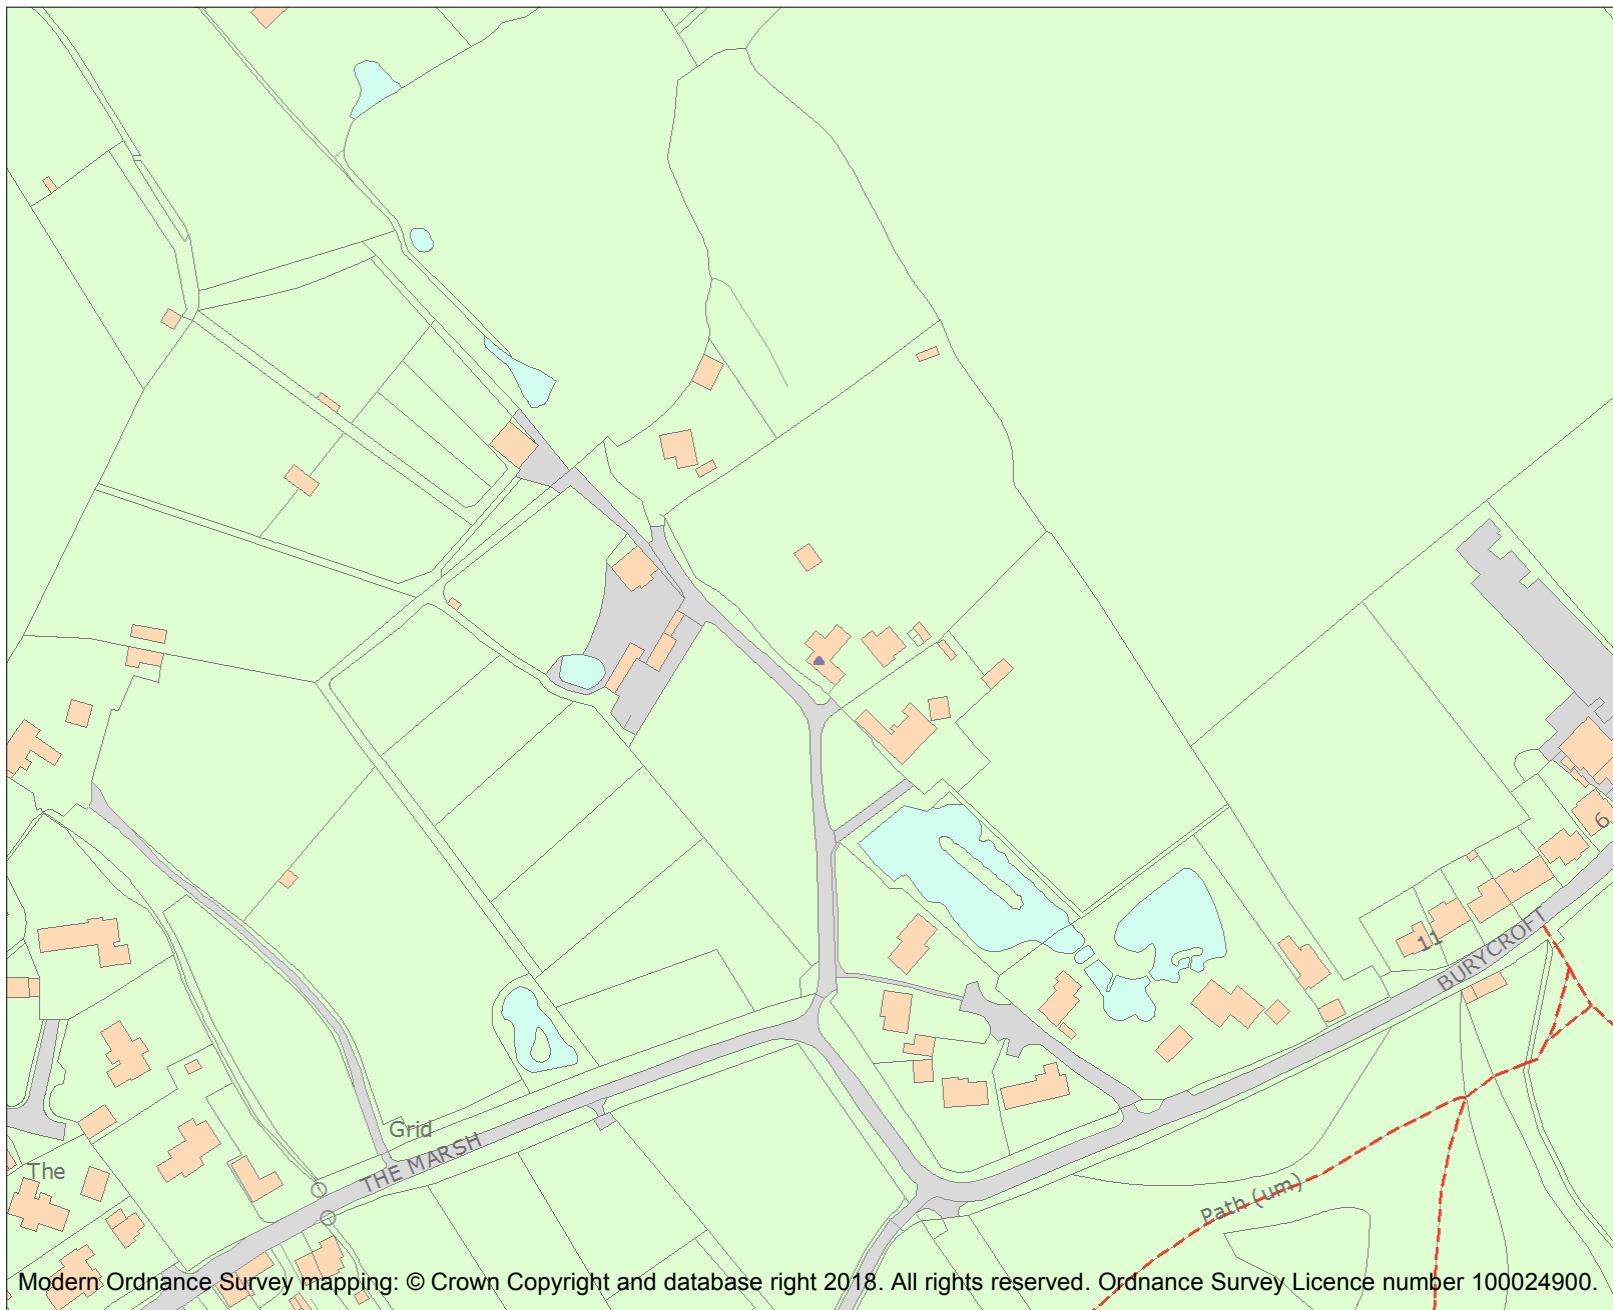 6
11
BURYCROFT
Grid
THE MARSH
The
Path (um)
Modern Ordnance Survey mapping: © Crown Copyright and database right 2018. All rights reserved. Ordnance Survey Licence number 100024900.